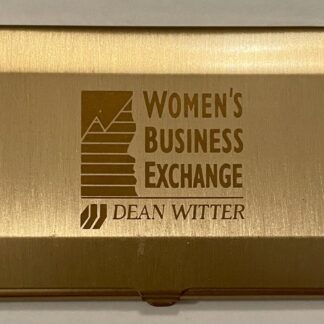 WOMEN'S
BUSINESS
EXCHANGE
DEAN WITTER